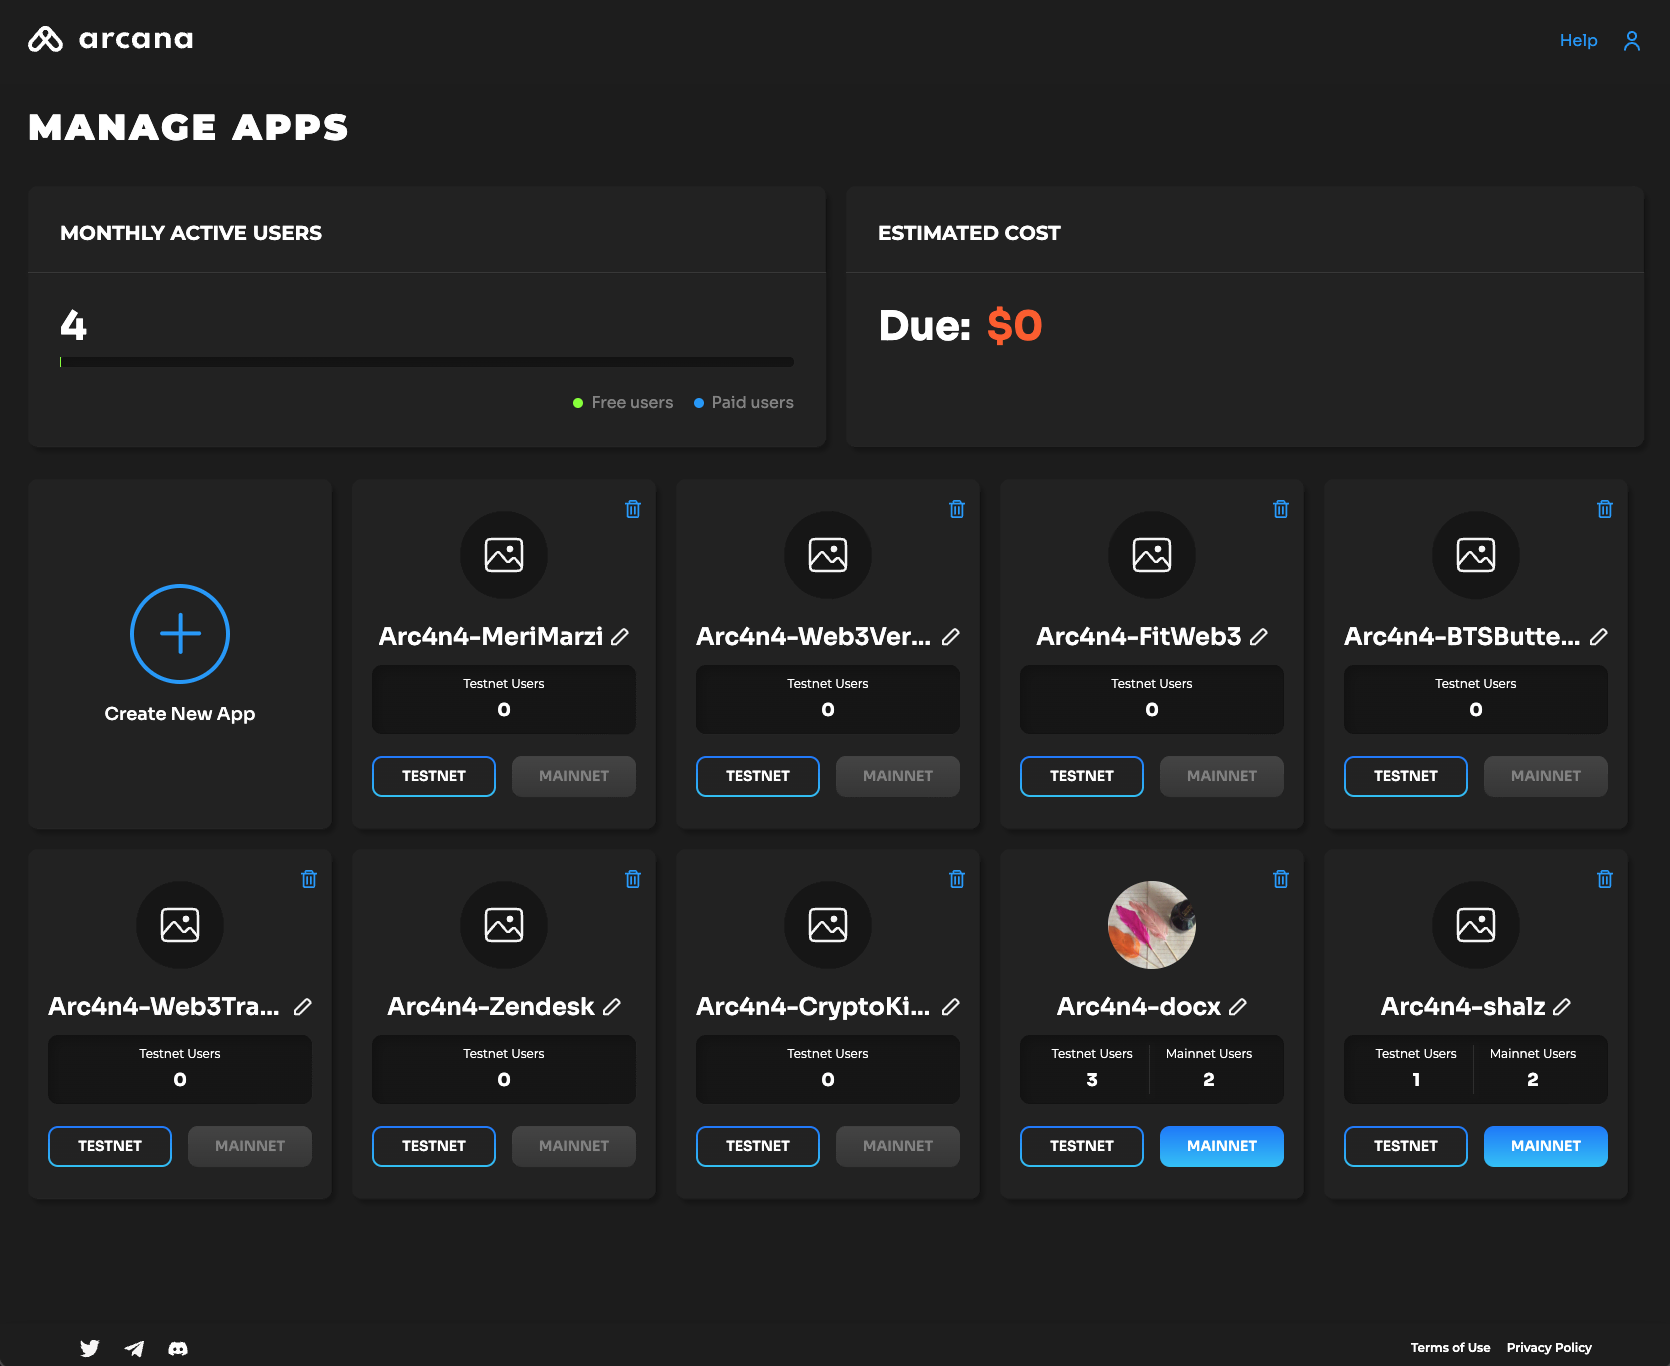 arcana
Help
MANAGE APPS
MONTHLY ACTIVE USERS
4
Free users Paid users
ESTIMATED COST
Due: $0
Create New App
Arc4n4-MeriMarzi
Testnet Users
0
TESTNET MAINNET
Arc4n4-Web3Ver...
Testnet Users
0
TESTNET MAINNET
Arc4n4-FitWeb3
Testnet Users
0
TESTNET MAINNET
Arc4n4-BTSButte...
Testnet Users
0
TESTNET MAINNET
Arc4n4-Web3Tra...
Testnet Users
0
TESTNET MAINNET
Arc4n4-Zendesk
Testnet Users
0
TESTNET MAINNET
Arc4n4-CryptoKi...
Testnet Users
0
TESTNET MAINNET
Arc4n4-docx
Testnet Users Mainnet Users
3 2
TESTNET MAINNET
Arc4n4-shalz
Testnet Users Mainnet Users
1 2
TESTNET MAINNET
Terms of Use Privacy Policy